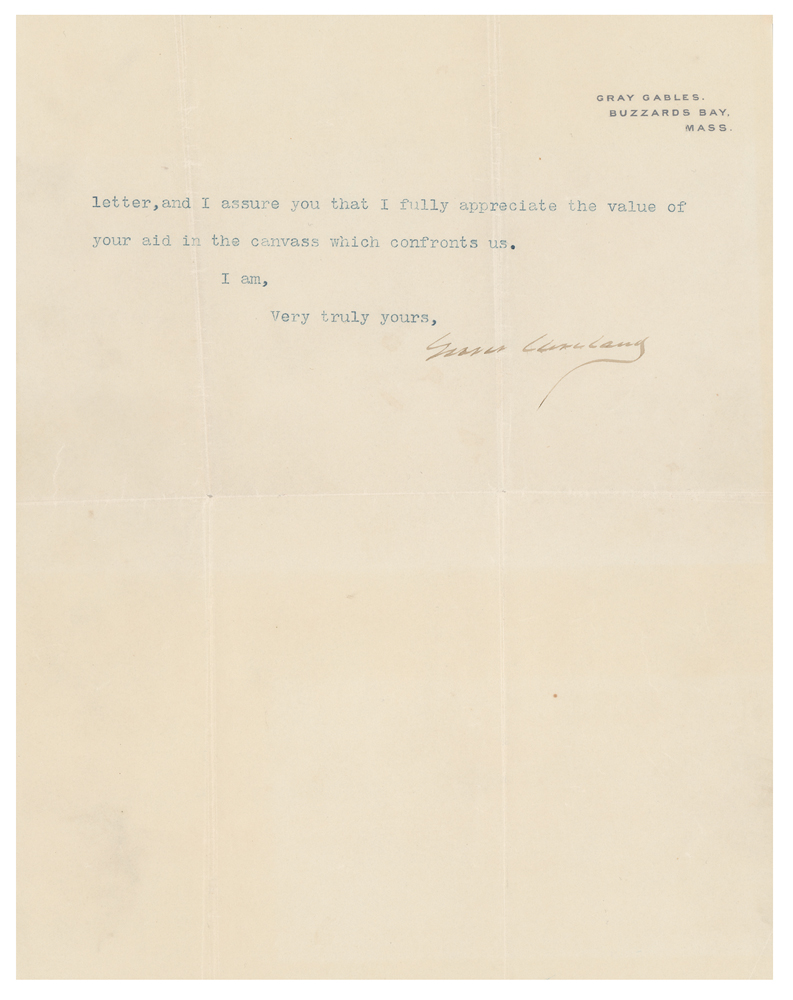 GRAY GABLES.
BUZZARDS BAY,
MASS.
letter,and I assure you that I fully appreciate the value of
your aid in the canvass which confronts us.
I am,
Very truly yours,
Grover Cleveland